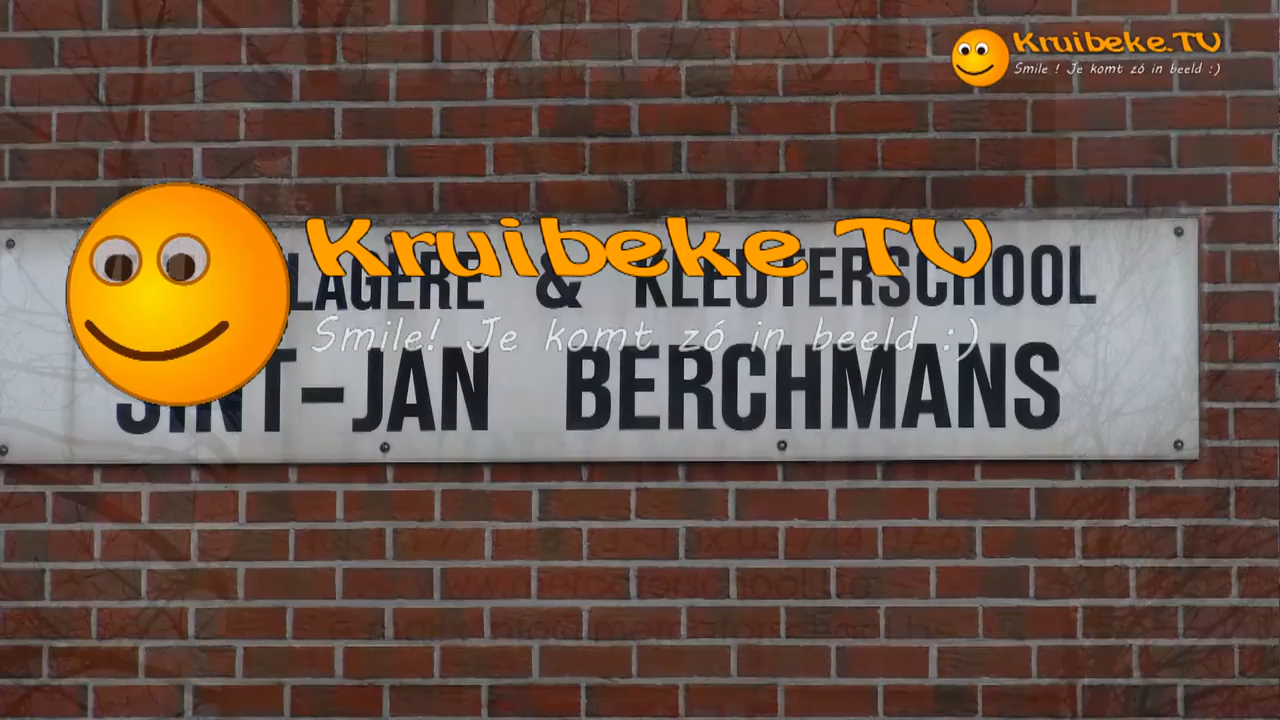 Kruibeke.TV
Smile ! Je komt zó in beeld :)
Kruibeke TV
LAGERE & KLEUTERSCHOOL
Smile! Je komt zó in beeld :)
SINT-JAN BERCHMANS